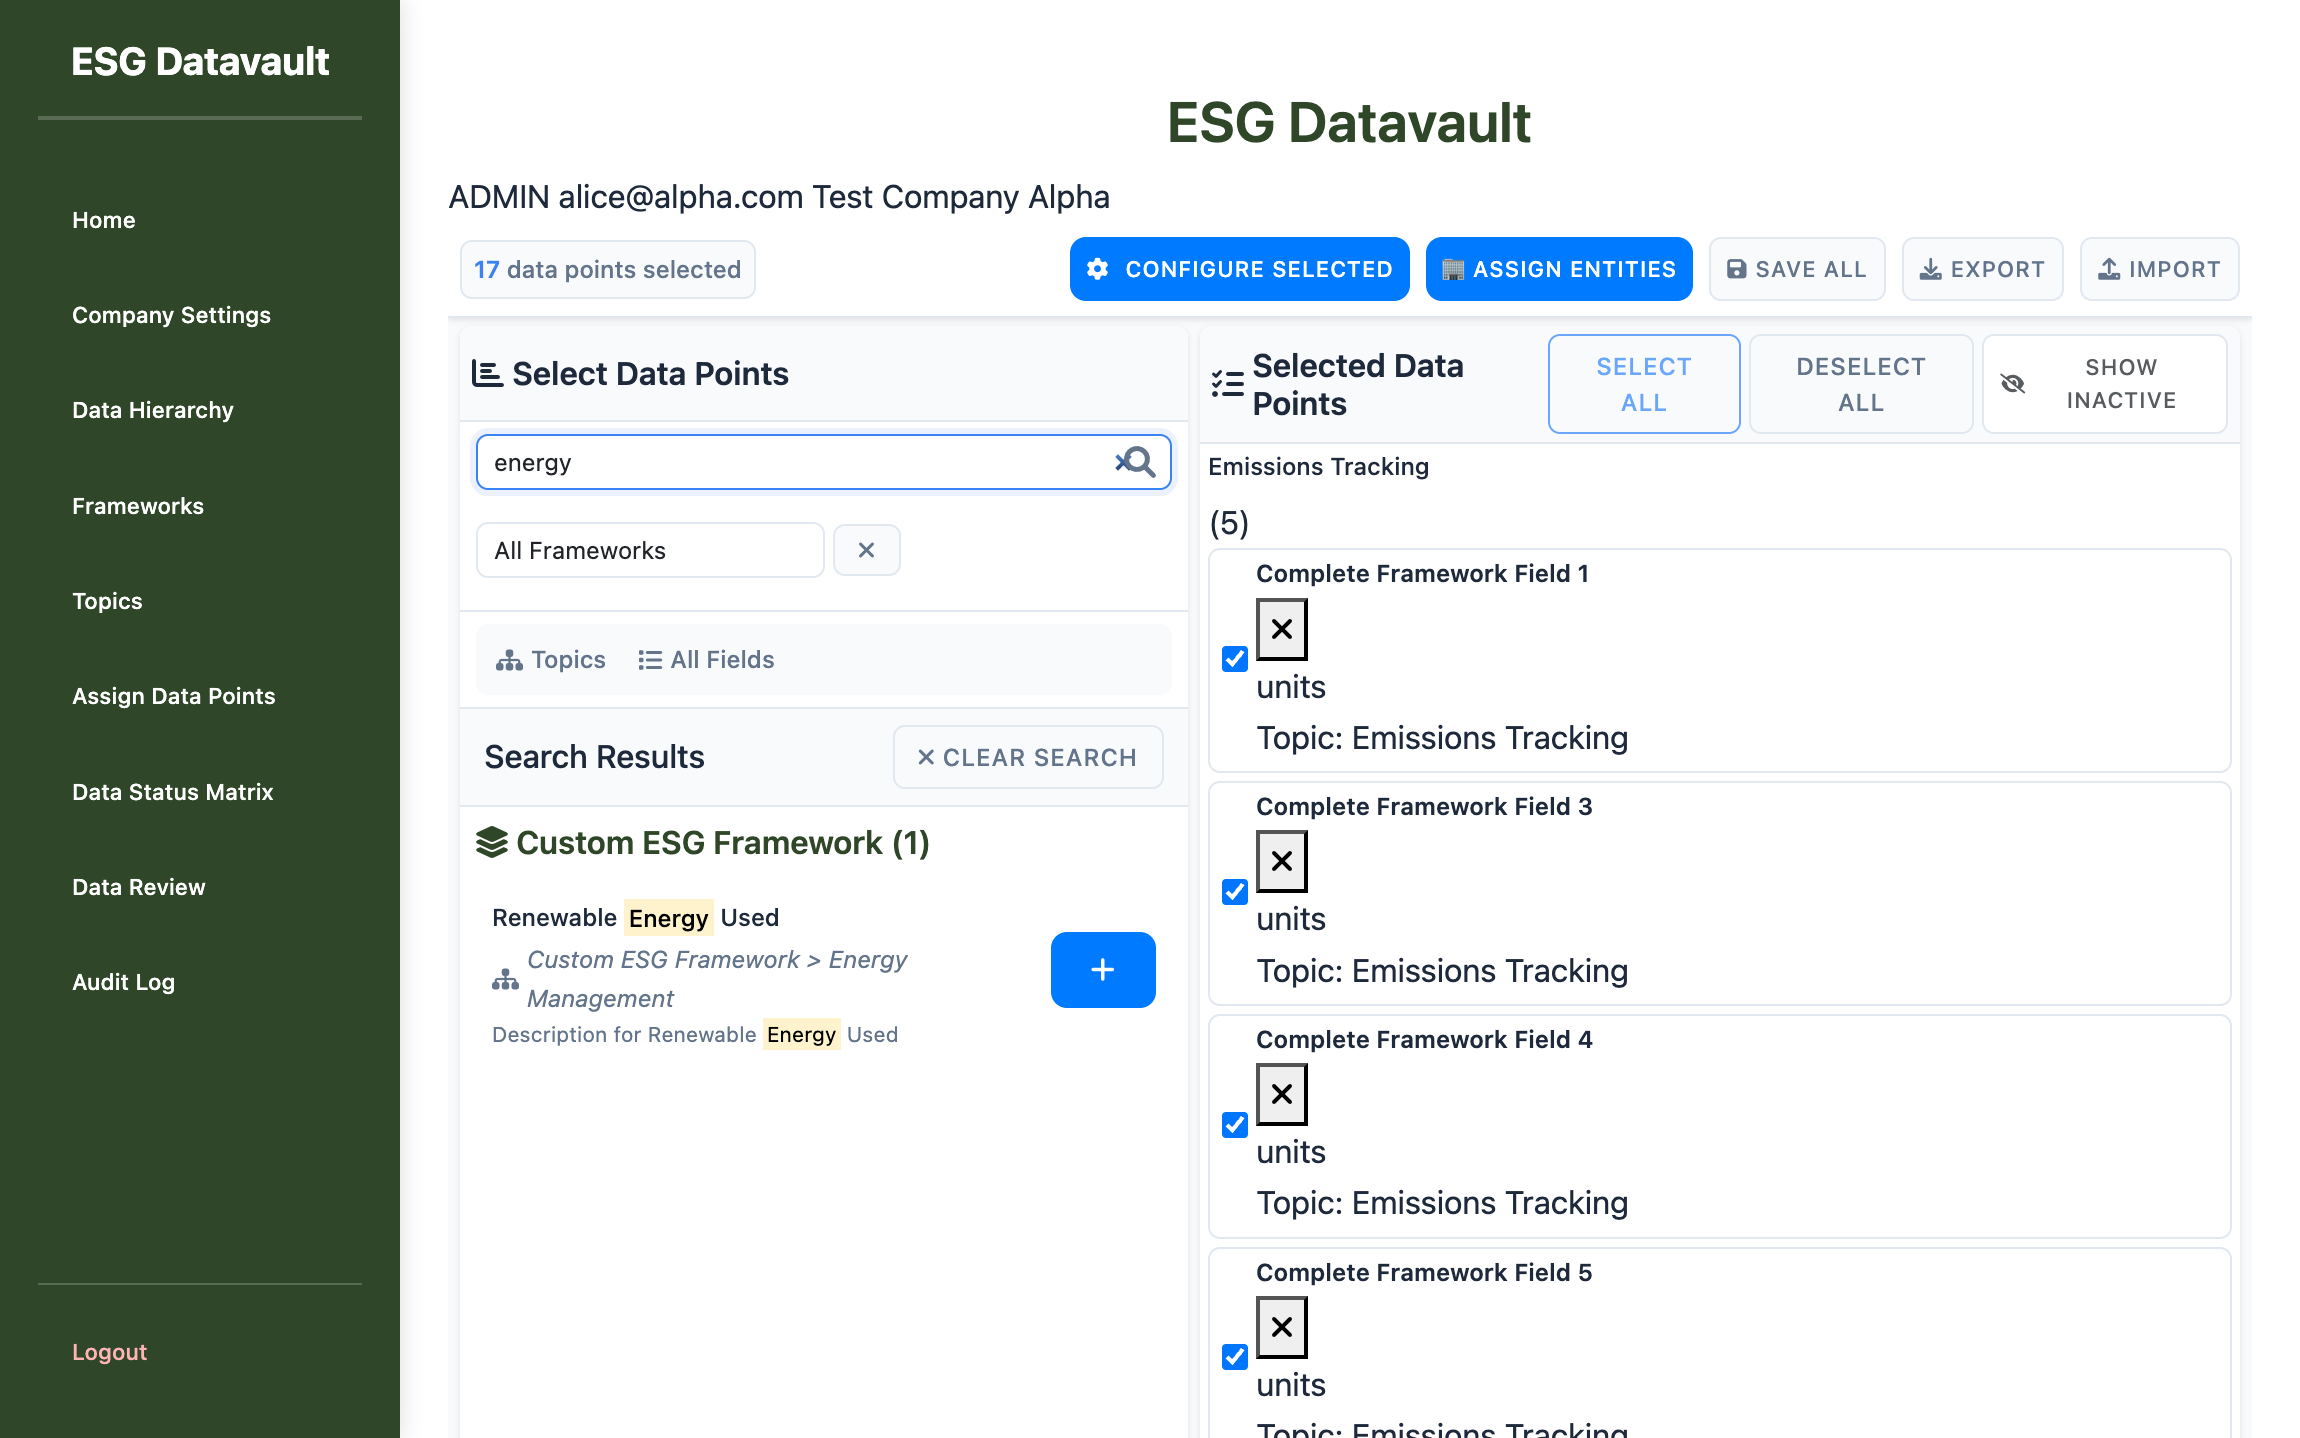 ESG Datavault
Home
Company Settings
Data Hierarchy
Frameworks
Topics
Assign Data Points
Data Status Matrix
Data Review
Audit Log
Logout
ESG Datavault
ADMIN alice@alpha.com Test Company Alpha
17 data points selected
CONFIGURE SELECTED
ASSIGN ENTITIES
SAVE ALL
EXPORT
IMPORT
Select Data Points
energy
All Frameworks
Topics
All Fields
Search Results
CLEAR SEARCH
Custom ESG Framework (1)
Renewable Energy Used
Custom ESG Framework > Energy
Management
Description for Renewable Energy Used
Selected Data
Points
SELECT
ALL
DESELECT
ALL
SHOW
INACTIVE
Emissions Tracking
(5)
Complete Framework Field 1
units
Topic: Emissions Tracking
Complete Framework Field 3
units
Topic: Emissions Tracking
Complete Framework Field 4
units
Topic: Emissions Tracking
Complete Framework Field 5
units
Topic: Emissions Tracking